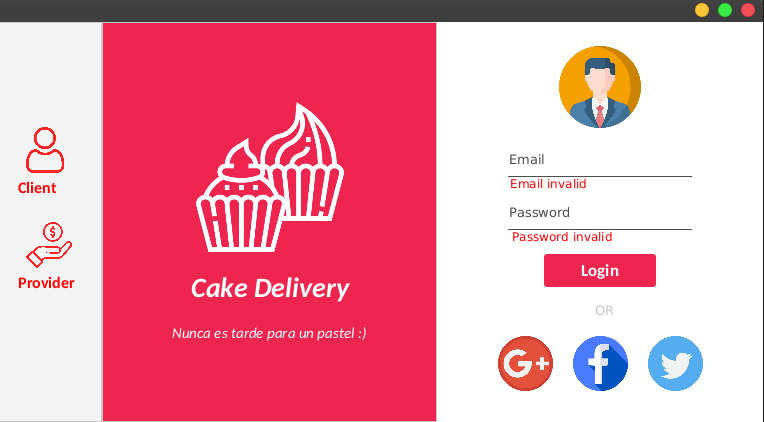 Client
Provider
Cake Delivery
Nunca es tarde para un pastel :)
Email
Email invalid
Password
Password invalid
Login
OR
G+
f